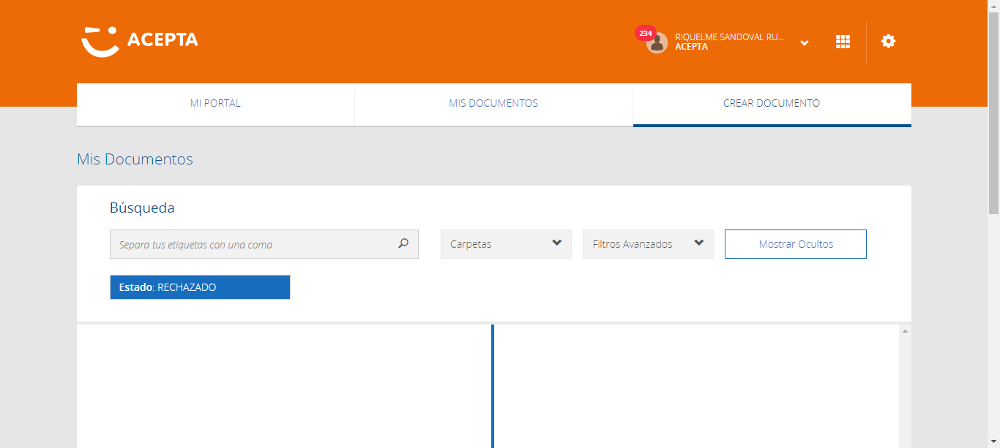 ACEPTA
234
RIQUELME SANDOVAL RU...
ACEPTA
MI PORTAL
MIS DOCUMENTOS
CREAR DOCUMENTO
Mis Documentos
Búsqueda
Separa tus etiquetas con una coma
Carpetas
Filtros Avanzados
Mostrar Ocultos
Estado: RECHAZADO